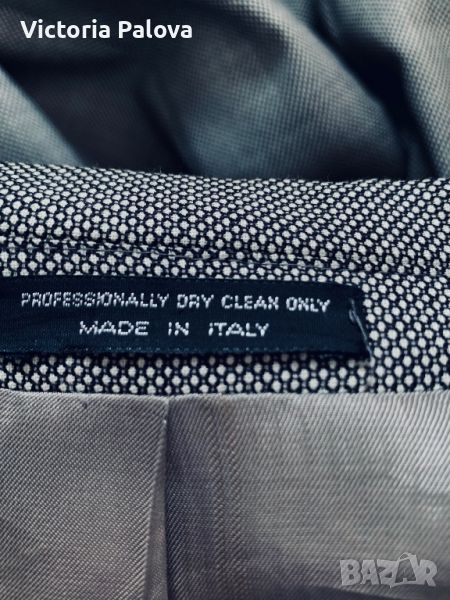 Victoria Palova
PROFESSIONALLY DRY CLEAN ONLY
MADE IN ITALY
BAZAR